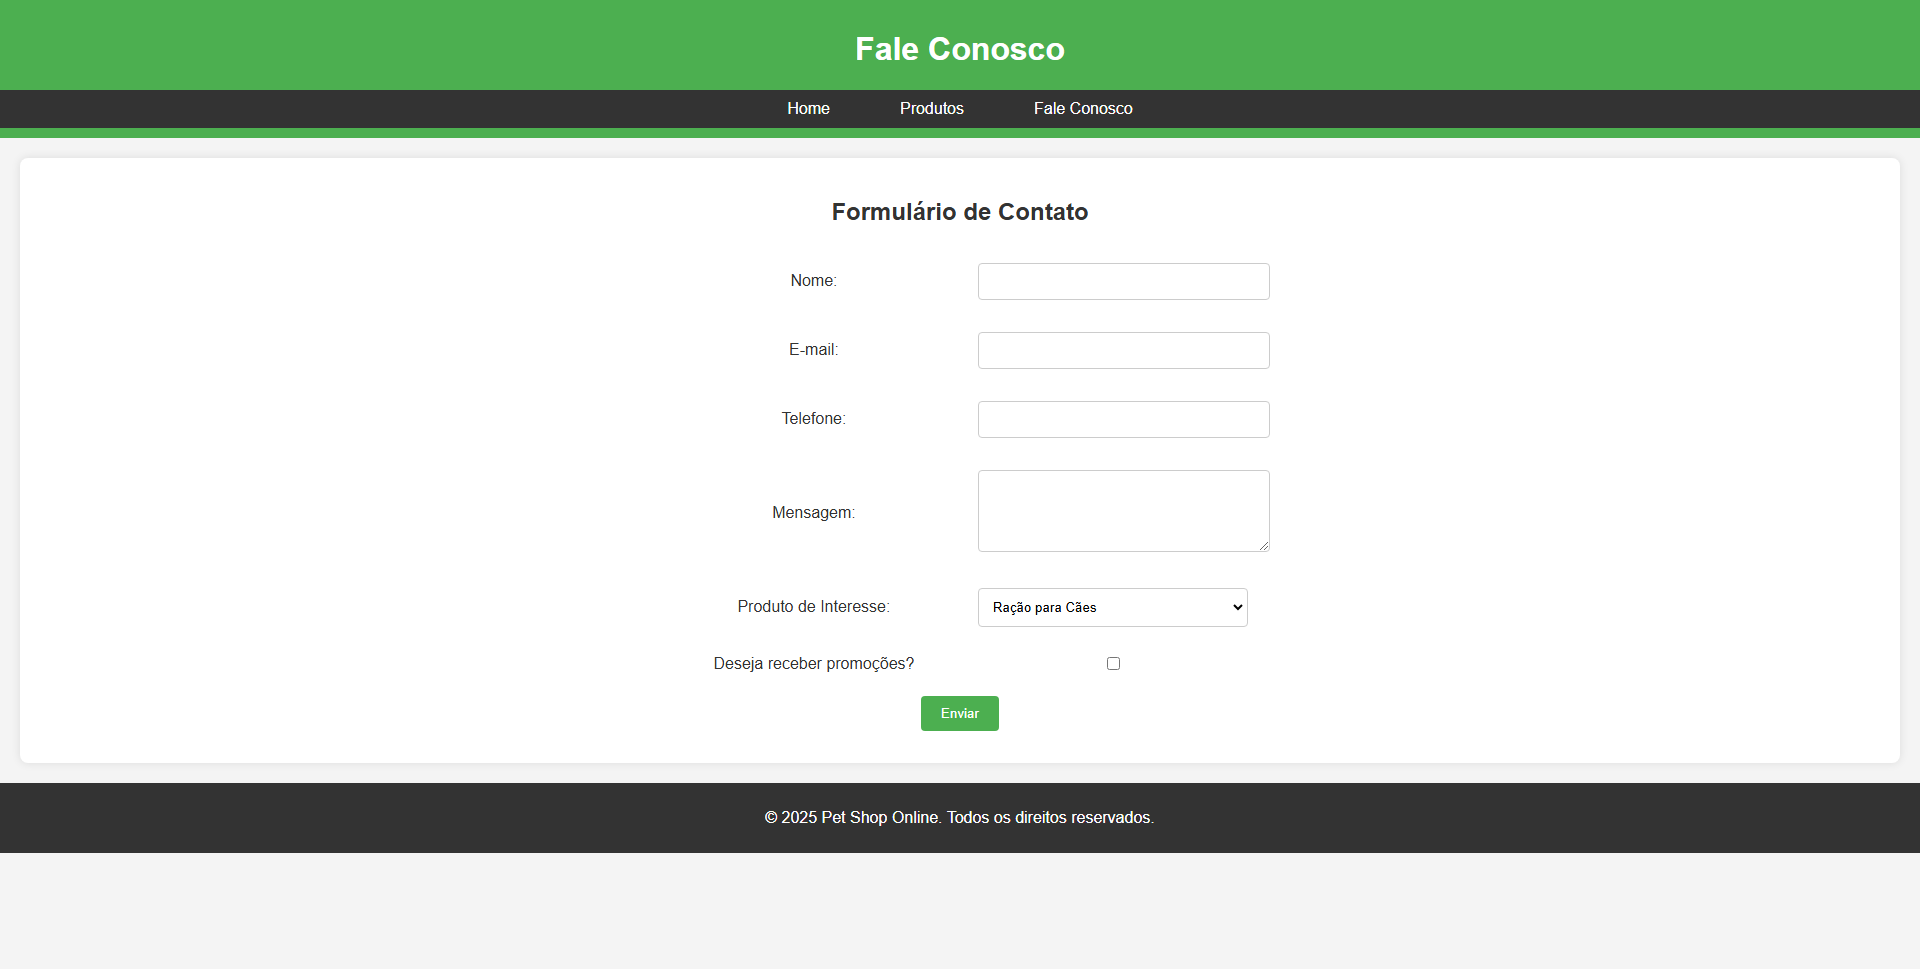 Fale Conosco
Home Produtos Fale Conosco
Formulário de Contato
Nome:
E-mail:
Telefone:
Mensagem:
Produto de Interesse: Ração para Cães
Deseja receber promoções?
Enviar
© 2025 Pet Shop Online. Todos os direitos reservados.